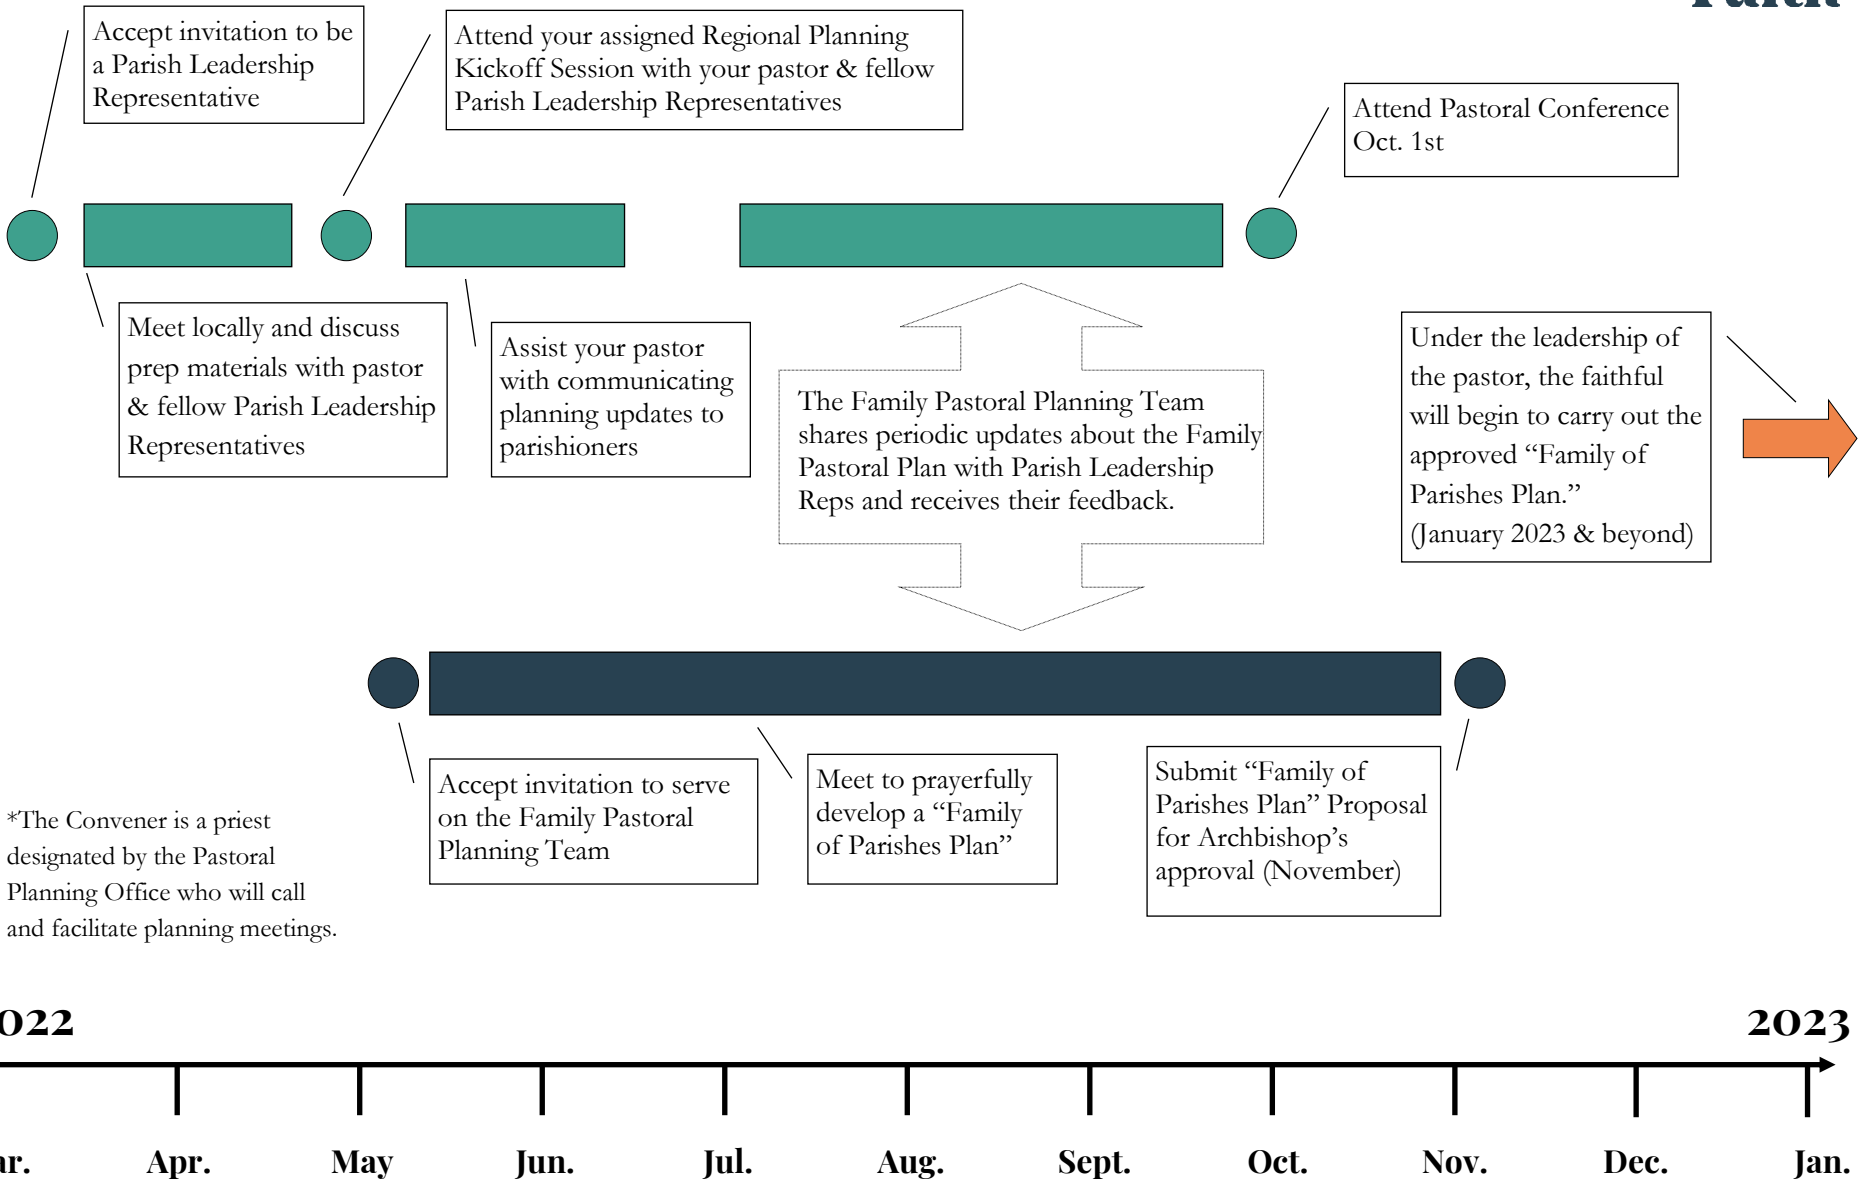 Accept invitation to be
a Parish Leadership
Representative
Attend your assigned Regional Planning
Kickoff Session with your pastor & fellow
Parish Leadership Representatives
Attend Pastoral Conference
Oct. 1st
Meet locally and discuss
prep materials with pastor
& fellow Parish Leadership
Representatives
Assist your pastor
with communicating
planning updates to
parishioners
The Family Pastoral Planning Team
shares periodic updates about the Family
Pastoral Plan with Parish Leadership
Reps and receives their feedback.
Under the leadership of
the pastor, the faithful
will begin to carry out the
approved “Family of
Parishes Plan.”
(January 2023 & beyond)
Accept invitation to serve
on the Family Pastoral
Planning Team
Meet to prayerfully
develop a “Family
of Parishes Plan”
Submit “Family of
Parishes Plan” Proposal
for Archbishop’s
approval (November)
*The Convener is a priest
designated by the Pastoral
Planning Office who will call
and facilitate planning meetings.
022
2023
ar.
Apr.
May
Jun.
Jul.
Aug.
Sept.
Oct.
Nov.
Dec.
Jan.